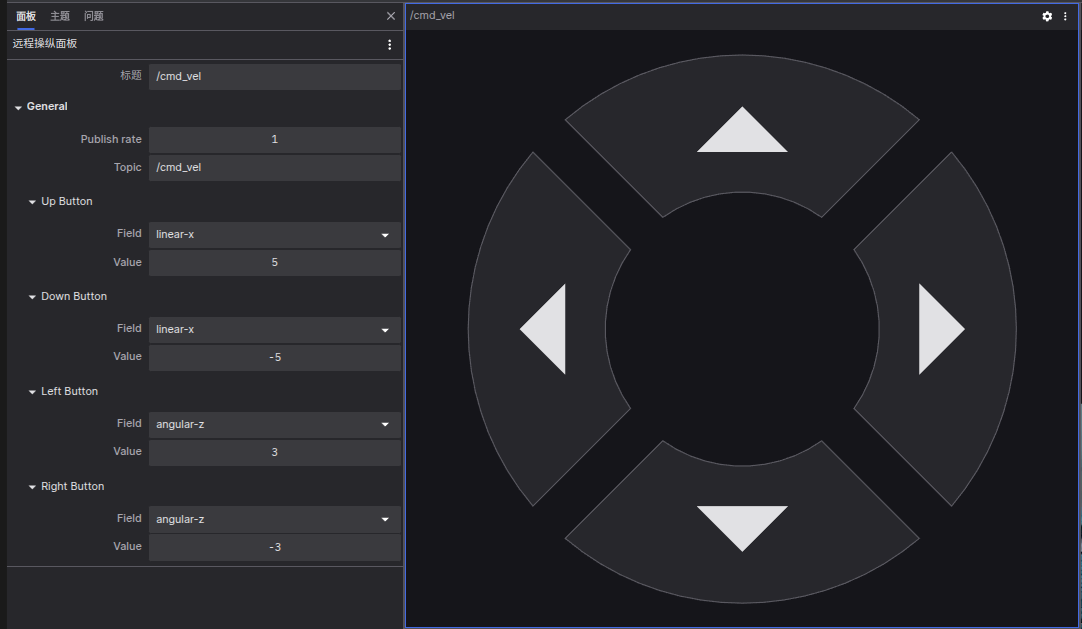 面板 主题 问题
远程操纵面板
标题 /cmd_vel
General
Publish rate 1
Topic /cmd_vel
Up Button
Field linear-x
Value 5
Down Button
Field linear-x
Value -5
Left Button
Field angular-z
Value 3
Right Button
Field angular-z
Value -3
/cmd_vel